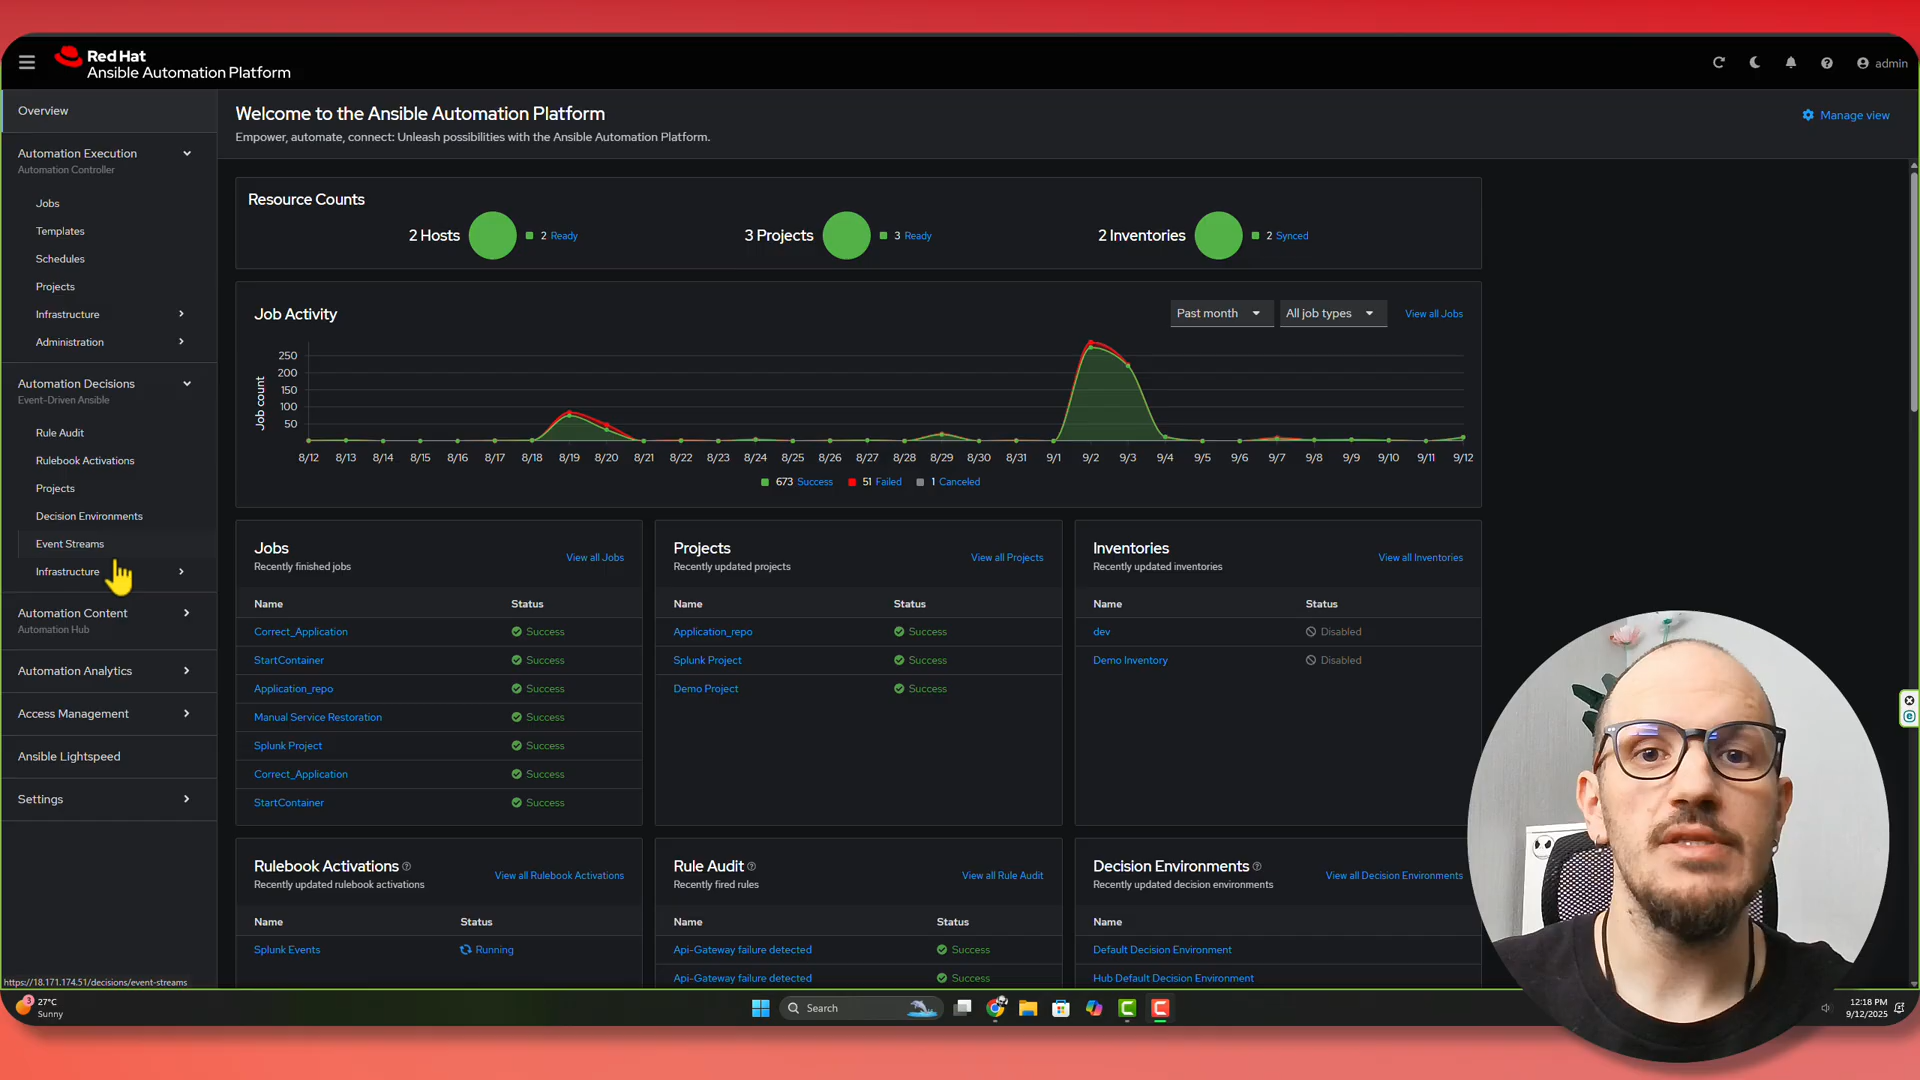 Red Hat
Ansible Automation Platform
admin
Overview
Automation Execution
Automation Controller
Jobs
Templates
Schedules
Projects
Infrastructure
Administration
Automation Decisions
Event-Driven Ansible
Rule Audit
Rulebook Activations
Projects
Decision Environments
Event Streams
Infrastructure
Automation Content
Automation Hub
Automation Analytics
Access Management
Ansible Lightspeed
Settings
https://18.171.174.51/decisions/event-streams
Welcome to the Ansible Automation Platform
Empower, automate, connect: Unleash possibilities with the Ansible Automation Platform.
Manage view
Resource Counts
2 Hosts 2 Ready
3 Projects 3 Ready
2 Inventories 2 Synced
Job Activity
Past month All job types View all Jobs
Job count
250
200
150
100
50
8/12 8/13 8/14 8/15 8/16 8/17 8/18 8/19 8/20 8/21 8/22 8/23 8/24 8/25 8/26 8/27 8/28 8/29 8/30 8/31 9/1 9/2 9/3 9/4 9/5 9/6 9/7 9/8 9/9 9/10 9/11 9/12
673 Success 51 Failed 1 Canceled
Jobs
Recently finished jobs
View all Jobs
Name Status
Correct_Application Success
StartContainer Success
Application_repo Success
Manual Service Restoration Success
Splunk Project Success
Correct_Application Success
StartContainer Success
Projects
Recently updated projects
View all Projects
Name Status
Application_repo Success
Splunk Project Success
Demo Project Success
Inventories
Recently updated inventories
View all Inventories
Name Status
dev Disabled
Demo Inventory Disabled
Rulebook Activations
Recently updated rulebook activations
View all Rulebook Activations
Name Status
Splunk Events Running
Rule Audit
Recently fired rules
View all Rule Audit
Name Status
Api-Gateway failure detected Success
Api-Gateway failure detected Success
Decision Environments
Recently updated decision environments
View all Decision Environments
Name
Default Decision Environment
Hub Default Decision Environment
3
27°C
Sunny
Search
12:18 PM
9/12/2025